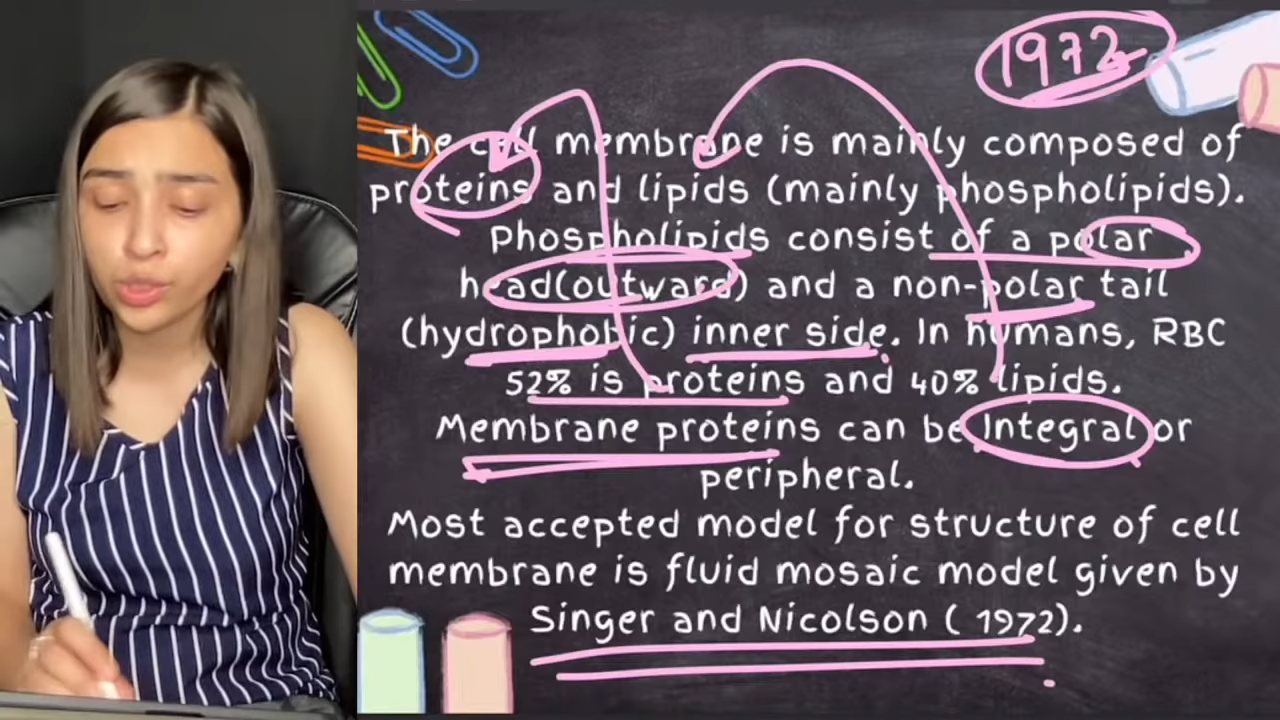 1972
The cell membrane is mainly composed of
proteins and lipids (mainly phospholipids).
Phospholipids consist of a polar
head(outward) and a non-polar tail
(hydrophobic) inner side. In humans, RBC
52% is proteins and 40% lipids.
Membrane proteins can be Integral or
peripheral.
Most accepted model for structure of cell
membrane is fluid mosaic model given by
Singer and Nicolson ( 1972).